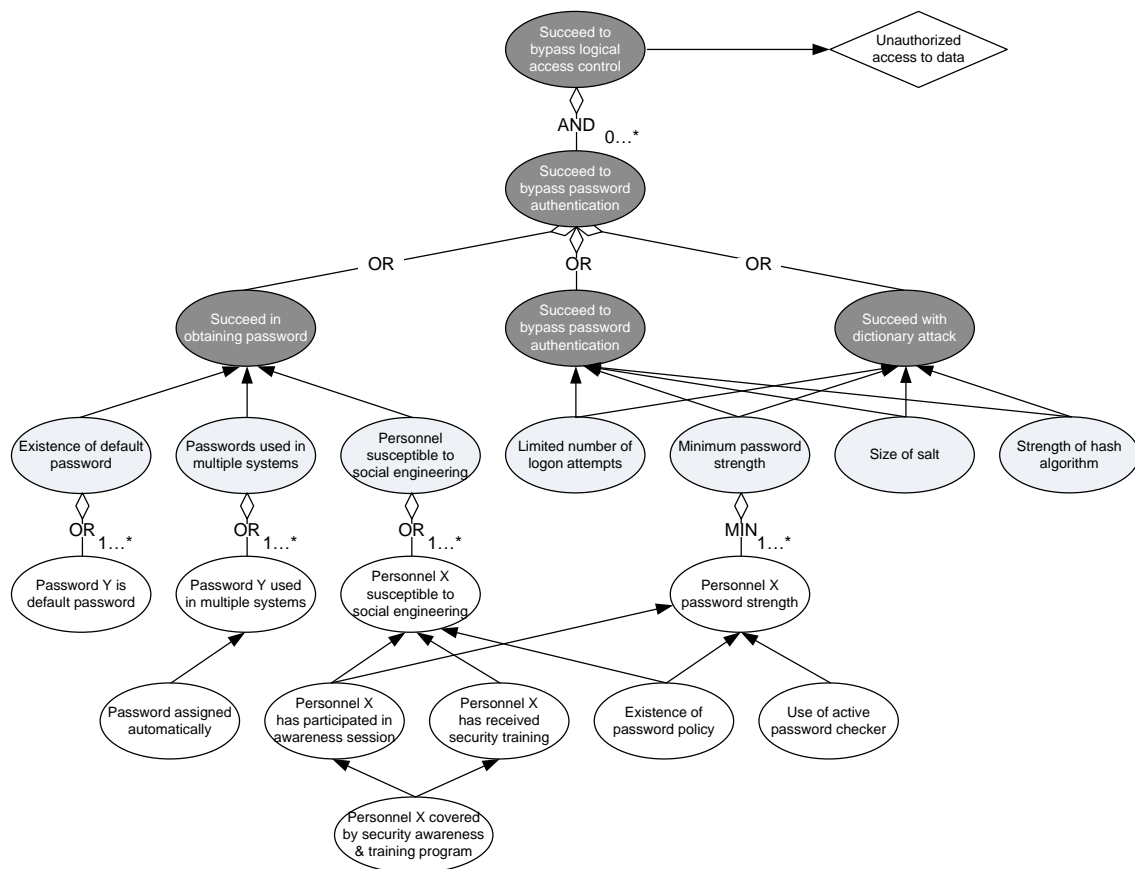 Succeed to
bypass logical
access control
Unauthorized
access to data
AND
0…*
Succeed to
bypass password
authentication
OR
OR
OR
Succeed in
obtaining password
Succeed to
bypass password
authentication
Succeed with
dictionary attack
Existence of default
password
Passwords used in
multiple systems
Personnel
susceptible to
social engineering
Limited number of
logon attempts
Minimum password
strength
Size of salt
Strength of hash
algorithm
OR
1…*
OR
1…*
OR
1…*
MIN
1…*
Password Y is
default password
Password Y used
in multiple systems
Personnel X
susceptible to
social engineering
Personnel X
password strength
Password assigned
automatically
Personnel X
has participated in
awareness session
Personnel X
has received
security training
Existence of
password policy
Use of active
password checker
Personnel X covered
by security awareness
& training program